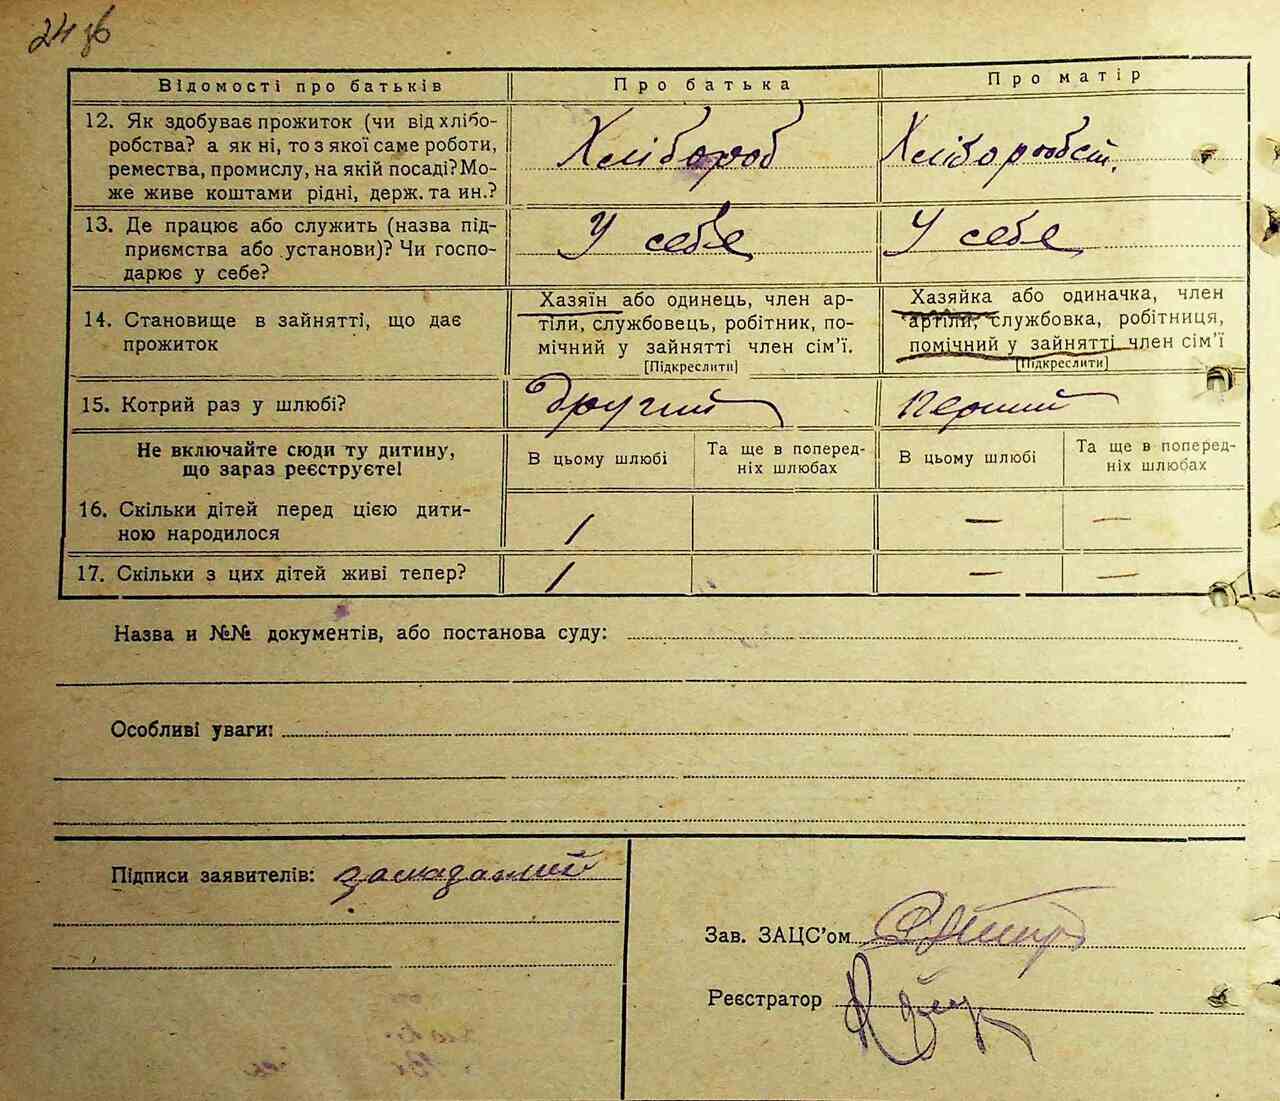 24 зв
Відомості про батьків Про батька Про матір
12. Як здобуває прожиток (чи від хлібо-
робства? а як ні, то з якої саме роботи,
ремества, промислу, на якій посаді? Мо-
же живе коштами рідні, держ. та ин.?
Хлібороб Хліборобст.
13. Де працює або служить (назва під-
приємства або установи)? Чи госпо-
дарює у себе?
У себе У себе
14. Становище в зайнятті, що дає
прожиток
Хазяїн або одинець, член ар-
тіли, службовець, робітник, по-
мічний у зайнятті член сім'ї.
[Підкреслити]
Хазяйка або одиначка, член
артіли, службовка, робітниця,
помічний у зайнятті член сім'ї
[Підкреслити]
15. Котрий раз у шлюбі? Другий Перший
Не включайте сюди ту дитину,
що зараз реєструєте!
В цьому шлюбі
Та ще в поперед-
ніх шлюбах
В цьому шлюбі
Та ще в поперед-
ніх шлюбах
16. Скільки дітей перед цією дити-
ною народилося
1 — —
17. Скільки з цих дітей живі тепер? 1 — —
Назва и №№ документів, або постанова суду:
Особливі уваги:
Підписи заявителів:
Зав. ЗАЦС'ом
Реєстратор